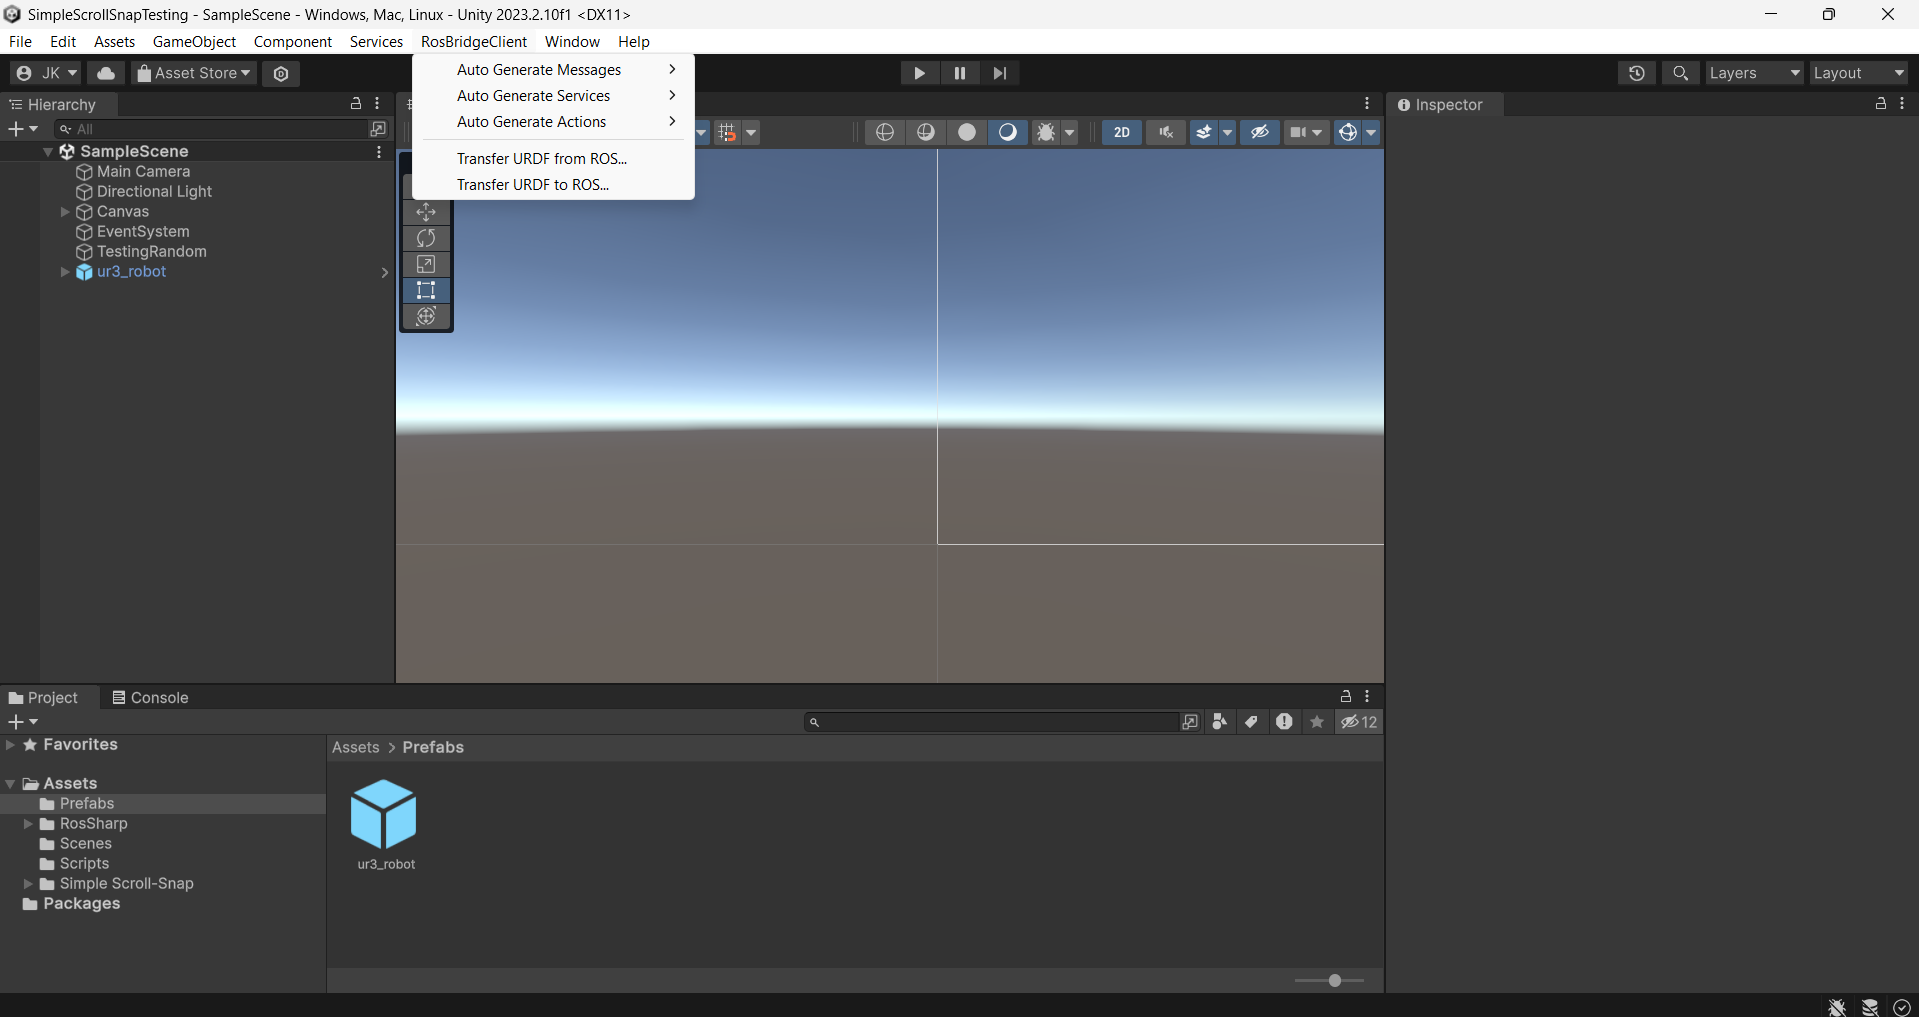 SimpleScrollSnapTesting - SampleScene - Windows, Mac, Linux - Unity 2023.2.10f1 <DX11>
File Edit Assets GameObject Component Services RosBridgeClient Window Help
JK Asset Store Layers Layout
Auto Generate Messages
Auto Generate Services
Auto Generate Actions
Transfer URDF from ROS...
Transfer URDF to ROS...
Hierarchy
All
SampleScene
Main Camera
Directional Light
Canvas
EventSystem
TestingRandom
ur3_robot
2D
Inspector
Project Console
12
Favorites
Assets
Prefabs
RosSharp
Scenes
Scripts
Simple Scroll-Snap
Packages
Assets > Prefabs
ur3_robot